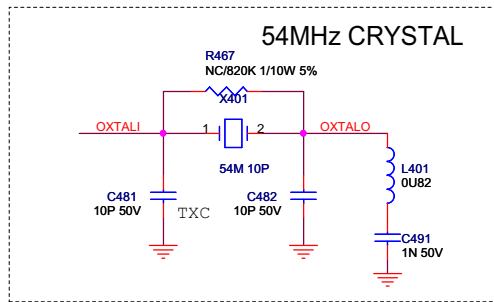 54MHz CRYSTAL
R467
NC/820K 1/10W 5%
X401
OXTALI
1
2
OXTALO
54M 10P
L401
0U82
C481
10P 50V
TXC
C482
10P 50V
C491
1N 50V